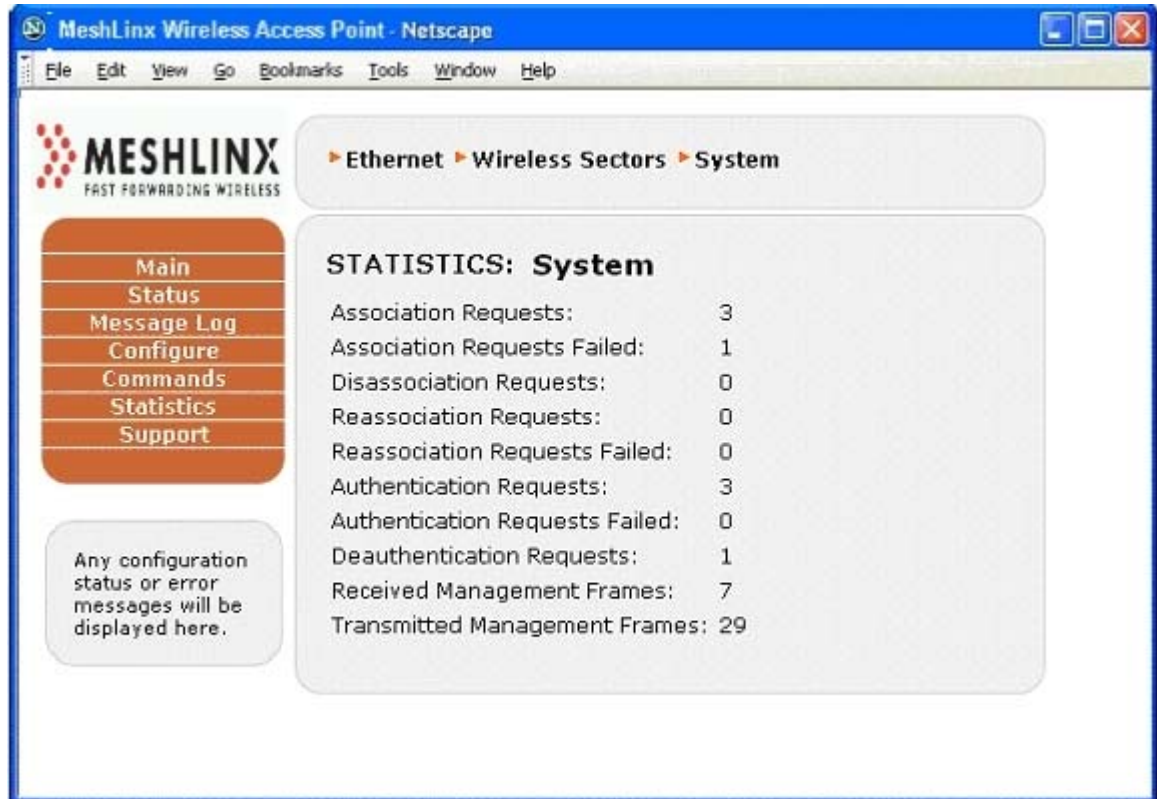 MeshLinx Wireless Access Point - Netscape
File Edit View Go Bookmarks Tools Window Help
MESHLINX
FAST FORWARDING WIRELESS
Ethernet Wireless Sectors System
Main
Status
Message Log
Configure
Commands
Statistics
Support
Any configuration
status or error
messages will be
displayed here.
STATISTICS: System
Association Requests: 3
Association Requests Failed: 1
Disassociation Requests: 0
Reassociation Requests: 0
Reassociation Requests Failed: 0
Authentication Requests: 3
Authentication Requests Failed: 0
Deauthentication Requests: 1
Received Management Frames: 7
Transmitted Management Frames: 29